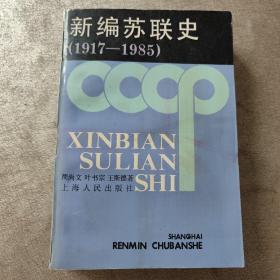 新编苏联史
(1917—1985)
cccp
XINBIAN
SULIAN
SHI
周尚文 叶书宗 王斯德著
上海人民出版社
SHANGHAI
RENMIN CHUBANSHE